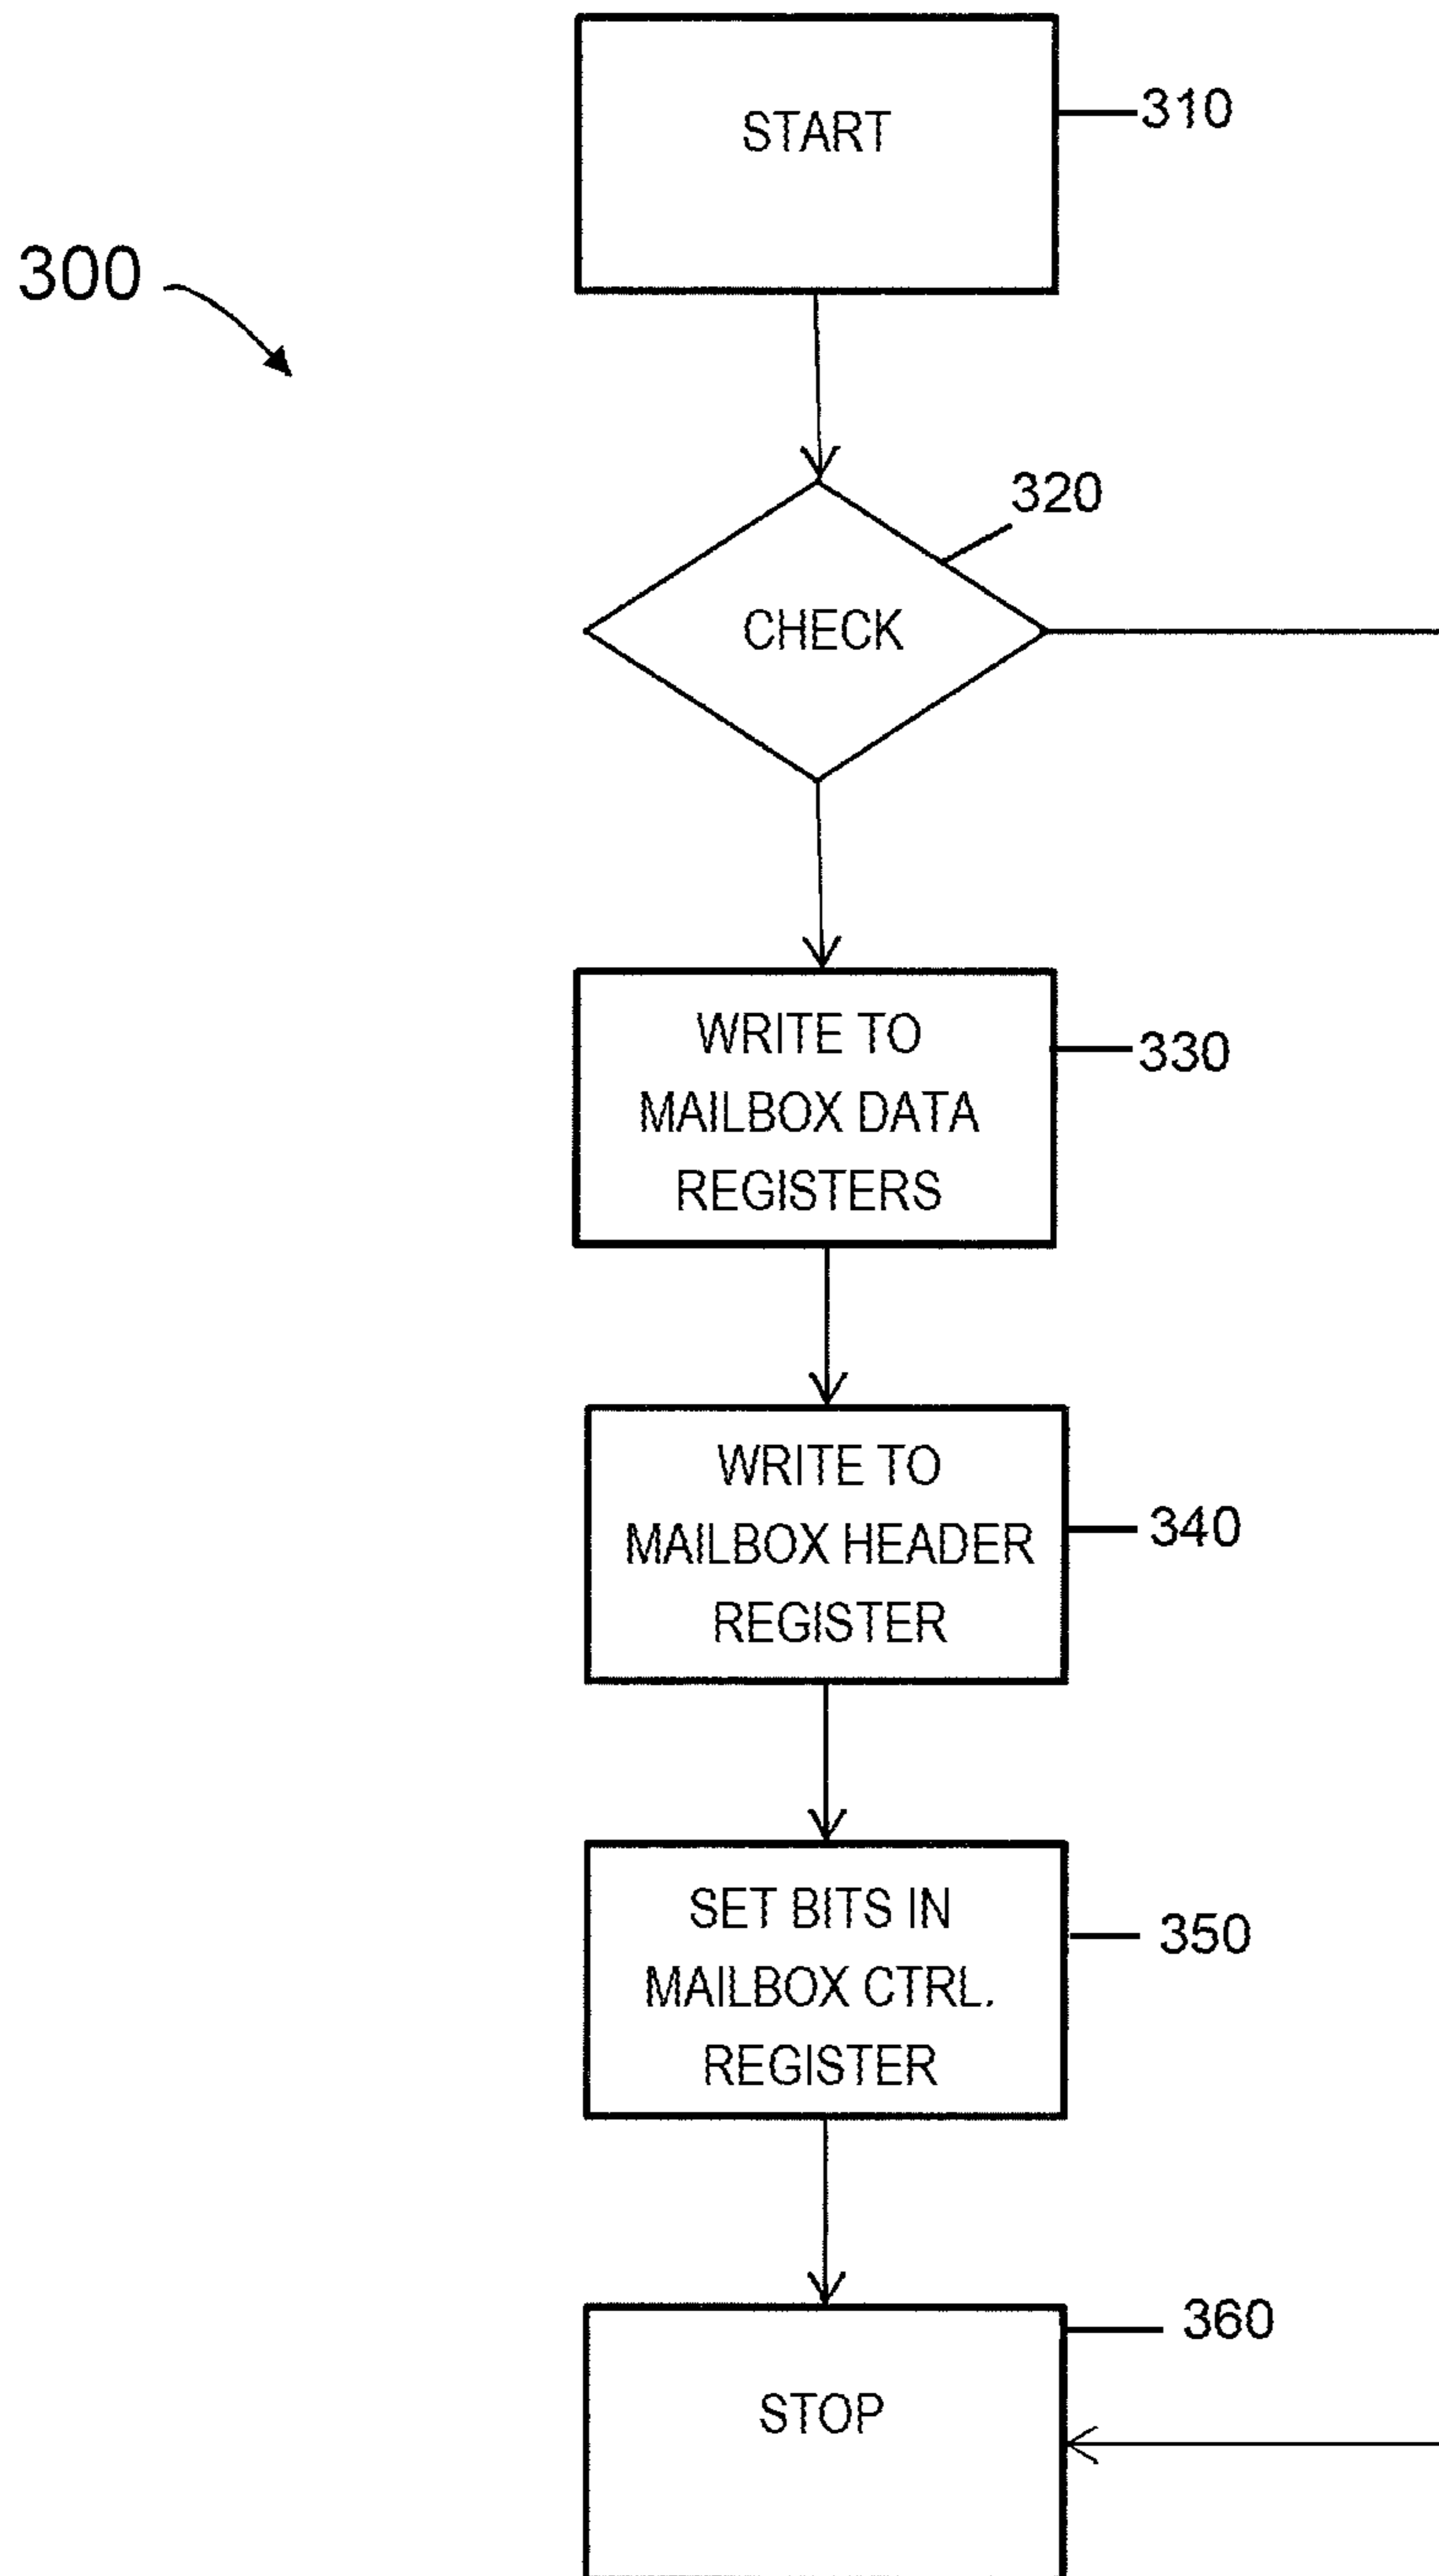 START
310
300
320
CHECK
WRITE TO
MAILBOX DATA
REGISTERS
330
WRITE TO
MAILBOX HEADER
REGISTER
340
SET BITS IN
MAILBOX CTRL.
REGISTER
350
360
STOP